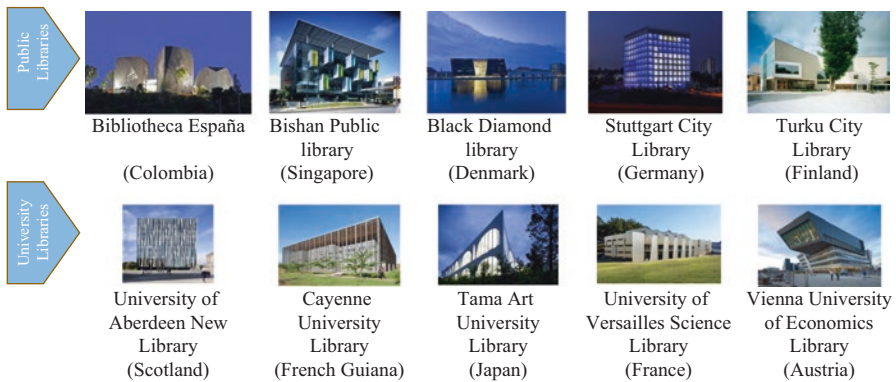 Public
Libraries
Bibliotheca España
(Colombia)
Bishan Public
library
(Singapore)
Black Diamond
library
(Denmark)
Stuttgart City
Library
(Germany)
Turku City
Library
(Finland)
University
Libraries
University of
Aberdeen New
Library
(Scotland)
Cayenne
University
Library
(French Guiana)
Tama Art
University
Library
(Japan)
University of
Versailles Science
Library
(France)
Vienna University
of Economics
Library
(Austria)